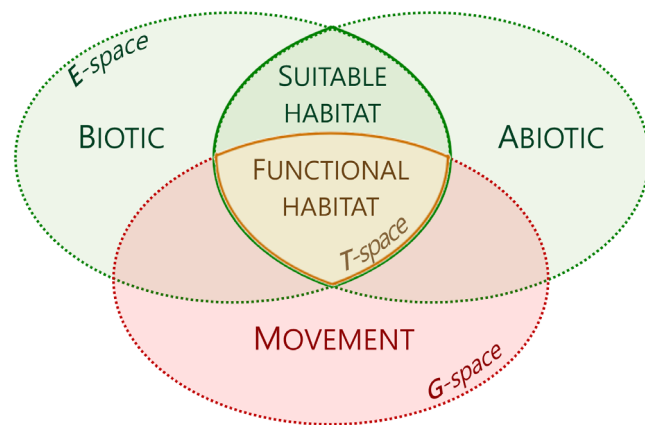 E-space
SUITABLE
HABITAT
BIOTIC
ABIOTIC
FUNCTIONAL
HABITAT
T-space
MOVEMENT
G-space